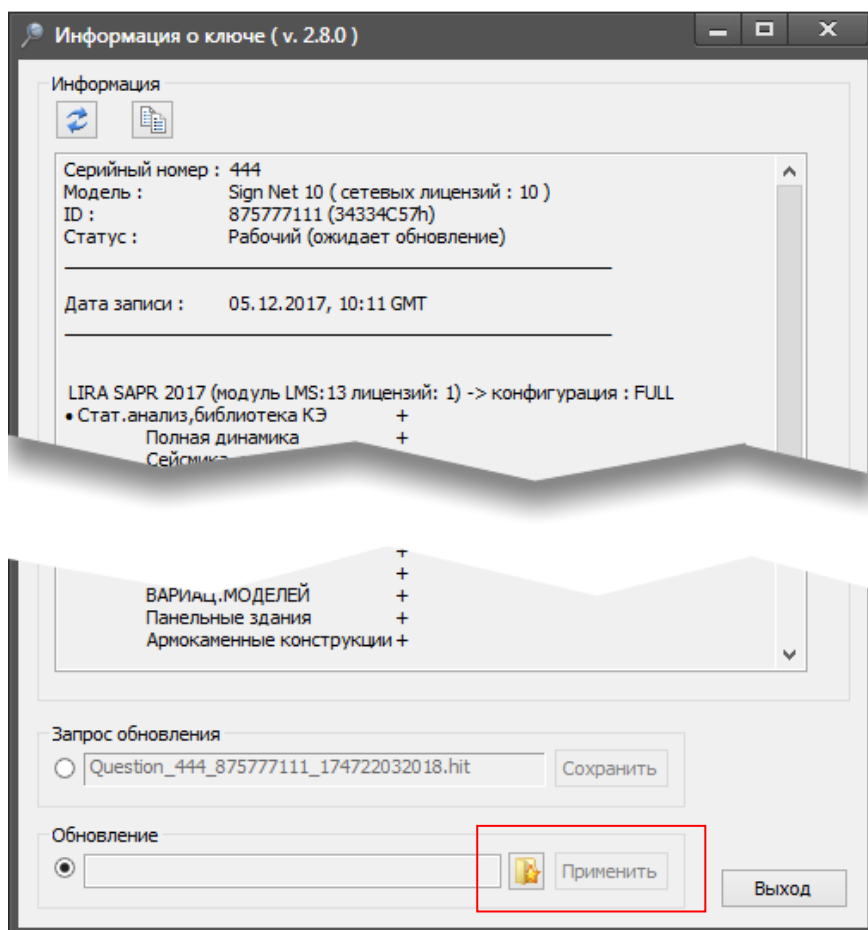 Информация о ключе ( v. 2.8.0 )
Информация
Серийный номер : 444
Модель : Sign Net 10 ( сетевых лицензий : 10 )
ID : 875777111 (34334C57h)
Статус : Рабочий (ожидает обновление)
Дата записи : 05.12.2017, 10:11 GMT
LIRA SAPR 2017 (модуль LMS:13 лицензий: 1) -> конфигурация : FULL
• Стат.анализ,библиотека КЭ +
Полная динамика +
Сейсмика
+
+
ВАРИАЦ.МОДЕЛЕЙ +
Панельные здания +
Армокаменные конструкции +
Запрос обновления
Question_444_875777111_174722032018.hit Сохранить
Обновление
Применить
Выход